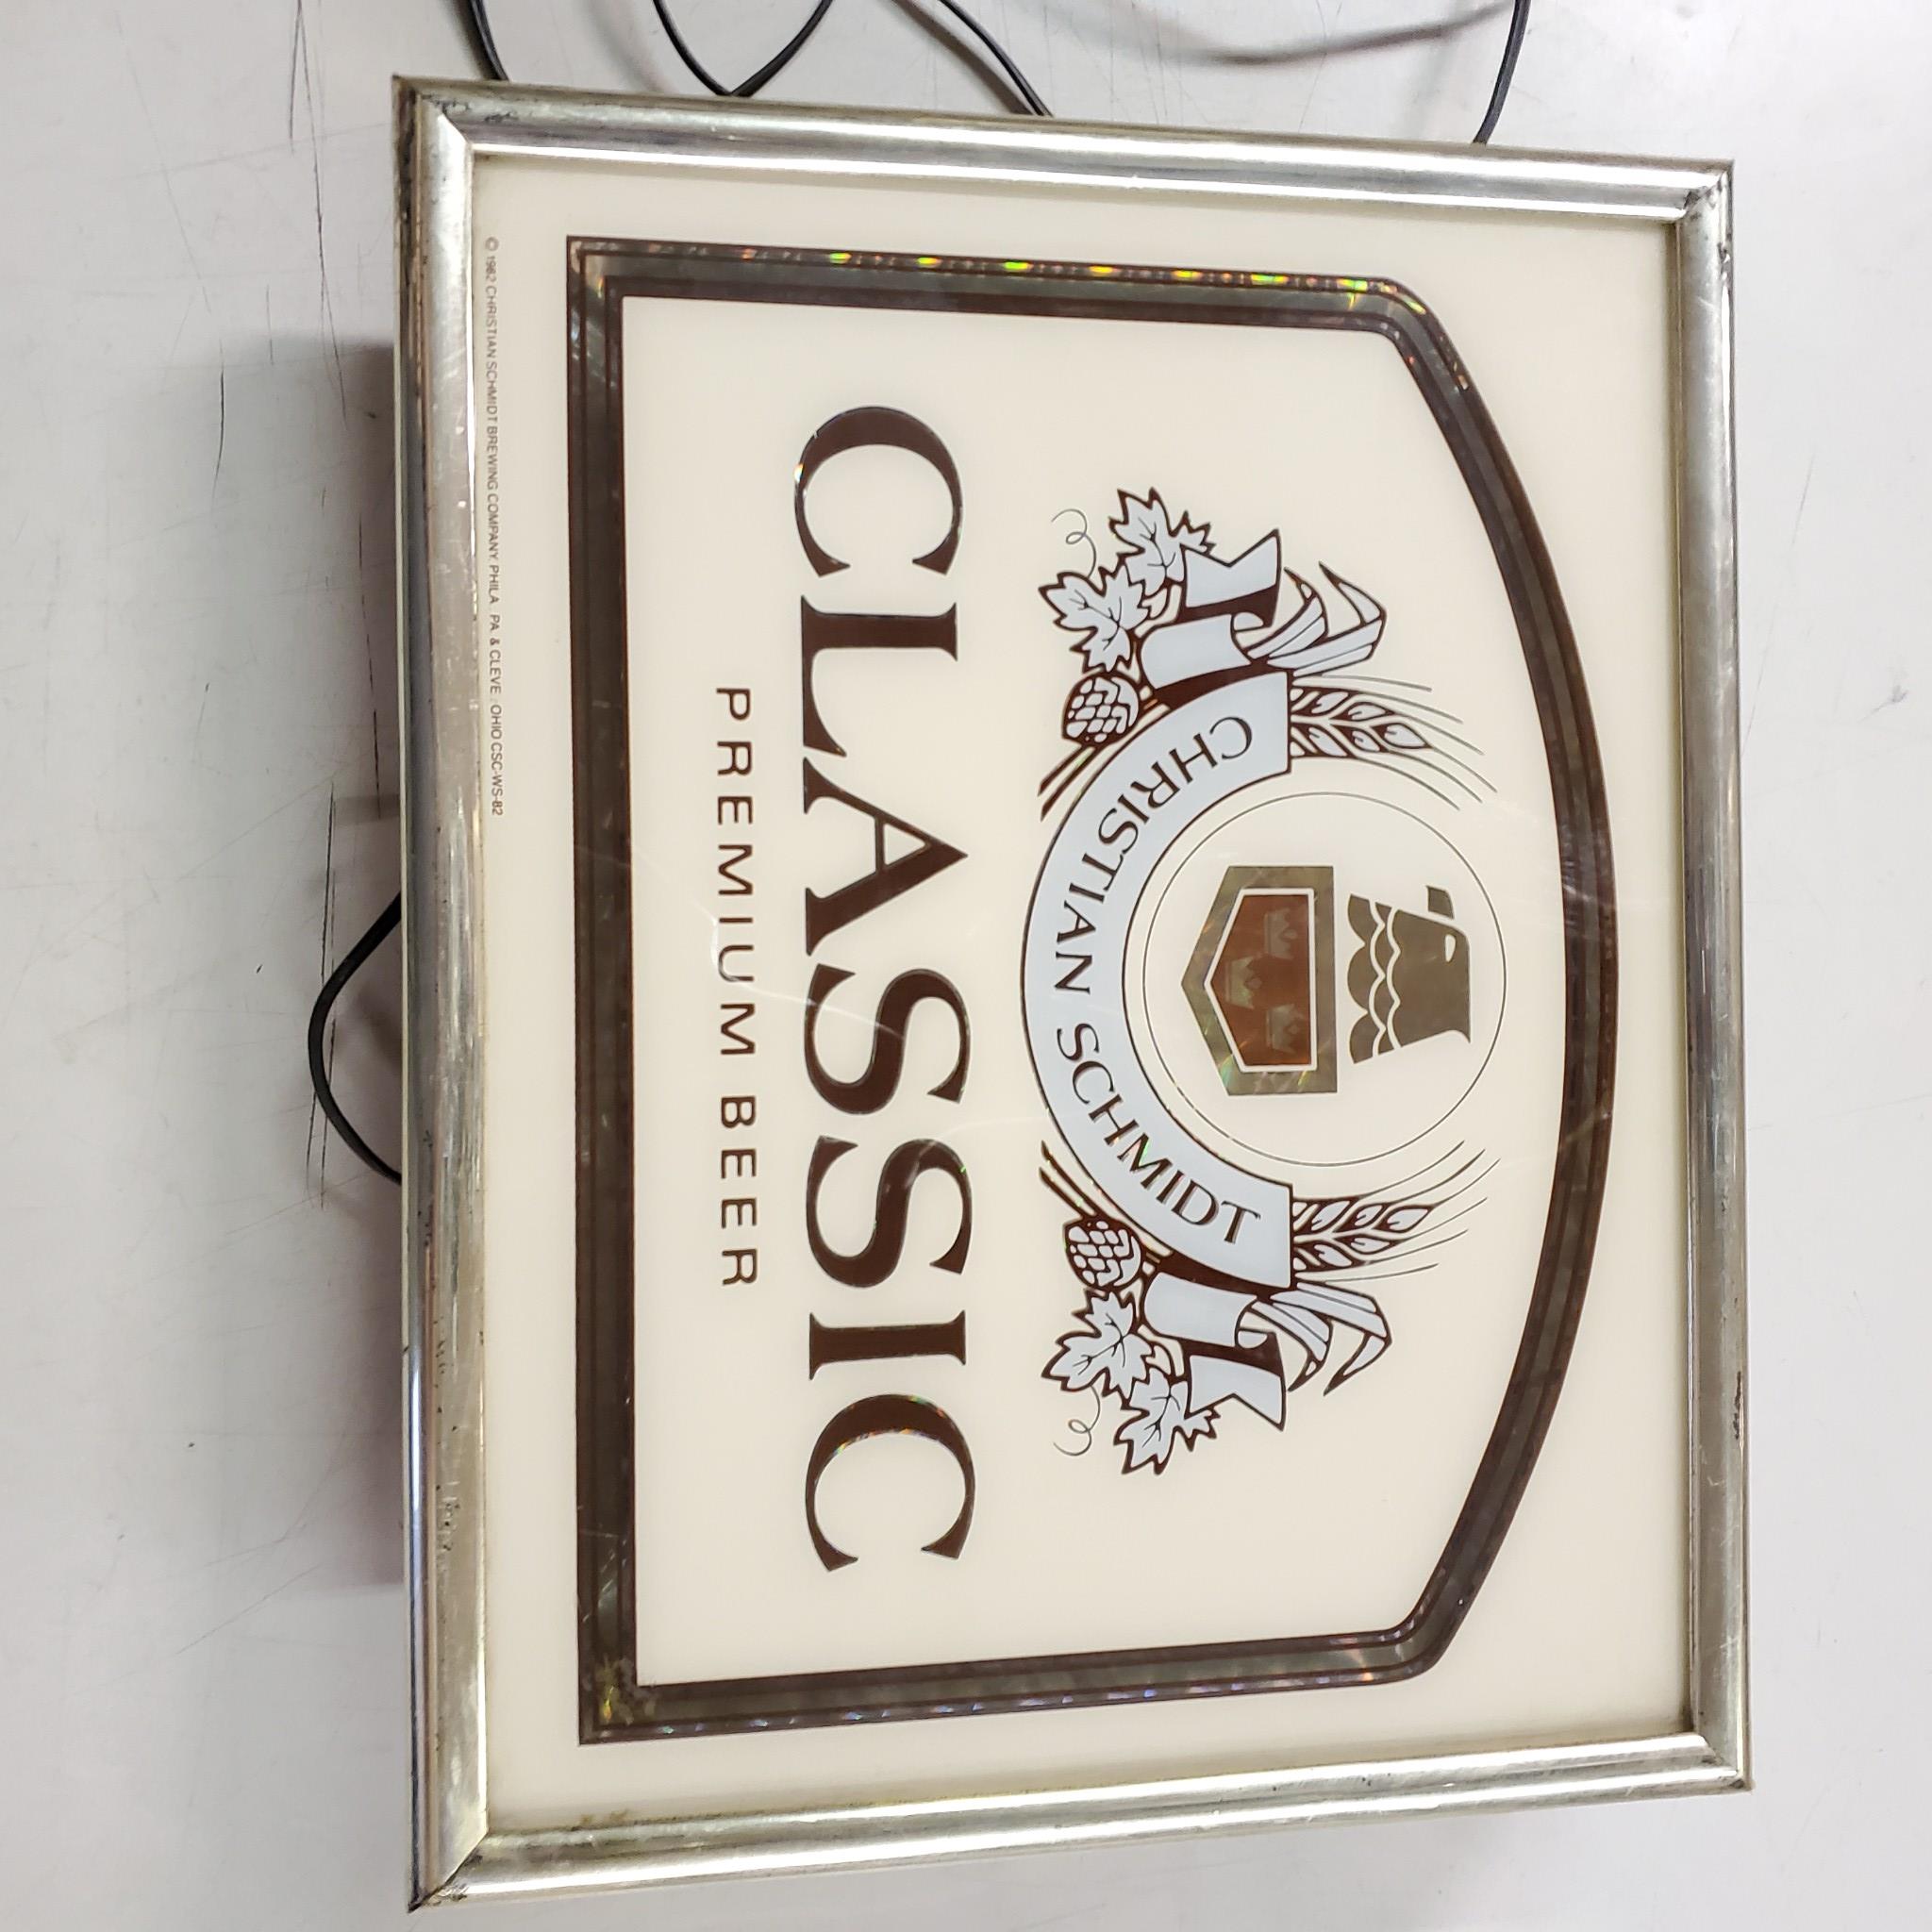 CHRISTIAN SCHMIDT
CLASSIC
PREMIUM BEER
© 1982 CHRISTIAN SCHMIDT BREWING COMPANY PHILA. PA. & CLEVE. OHIO CSC-WS-82